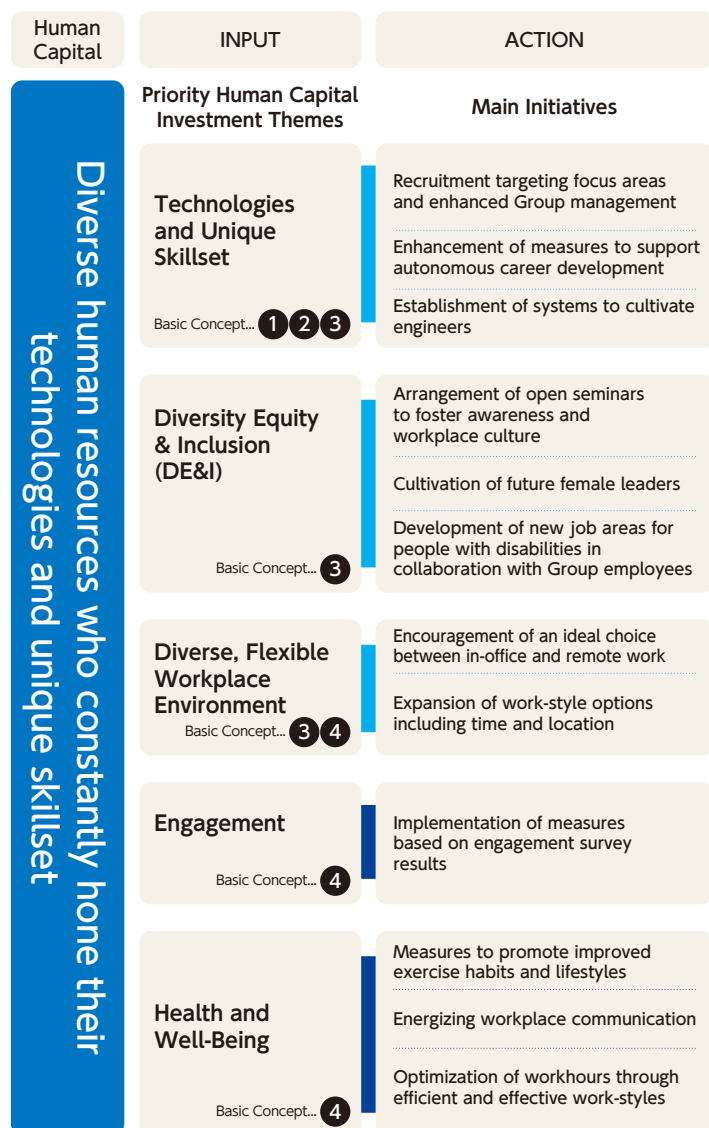 Human
Capital
INPUT
ACTION
Diverse human resources who constantly hone their
technologies and unique skillset
Priority Human Capital
Investment Themes
Main Initiatives
Technologies
and Unique
Skillset
Basic Concept... 1 2 3
Recruitment targeting focus areas
and enhanced Group management
Enhancement of measures to support
autonomous career development
Establishment of systems to cultivate
engineers
Diversity Equity
& Inclusion
(DE&I)
Basic Concept... 3
Arrangement of open seminars
to foster awareness and
workplace culture
Cultivation of future female leaders
Development of new job areas for
people with disabilities in
collaboration with Group employees
Diverse, Flexible
Workplace
Environment
Basic Concept... 3 4
Encouragement of an ideal choice
between in-office and remote work
Expansion of work-style options
including time and location
Engagement
Basic Concept... 4
Implementation of measures
based on engagement survey
results
Health and
Well-Being
Basic Concept... 4
Measures to promote improved
exercise habits and lifestyles
Energizing workplace communication
Optimization of workhours through
efficient and effective work-styles